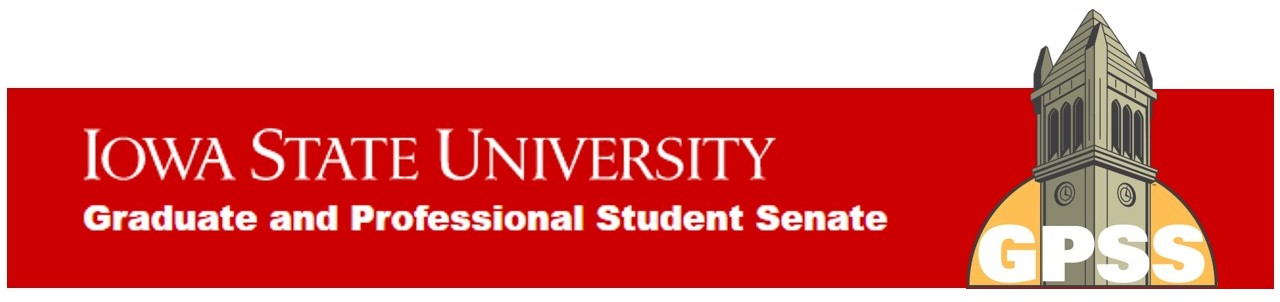 IOWA STATE UNIVERSITY
Graduate and Professional Student Senate
GPSS